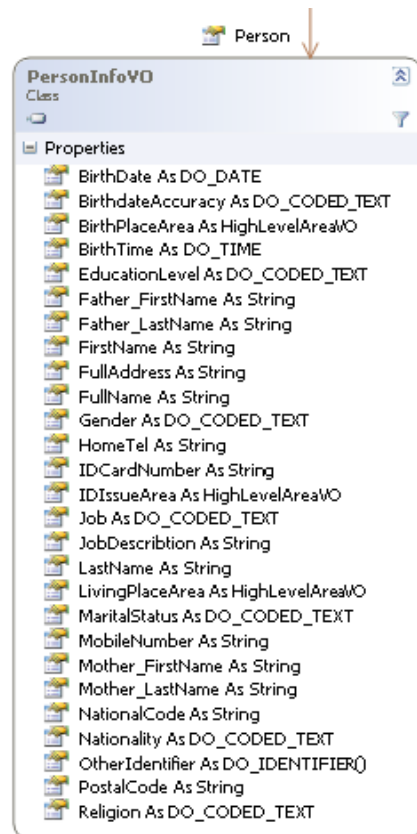 Person
PersonInfoVO
Class
Properties
BirthDate As DO_DATE
BirthdateAccuracy As DO_CODED_TEXT
BirthPlaceArea As HighLevelAreaVO
BirthTime As DO_TIME
EducationLevel As DO_CODED_TEXT
Father_FirstName As String
Father_LastName As String
FirstName As String
FullAddress As String
FullName As String
Gender As DO_CODED_TEXT
HomeTel As String
IDCardNumber As String
IDIssueArea As HighLevelAreaVO
Job As DO_CODED_TEXT
JobDescribtion As String
LastName As String
LivingPlaceArea As HighLevelAreaVO
MaritalStatus As DO_CODED_TEXT
MobileNumber As String
Mother_FirstName As String
Mother_LastName As String
NationalCode As String
Nationality As DO_CODED_TEXT
OtherIdentifier As DO_IDENTIFIER()
PostalCode As String
Religion As DO_CODED_TEXT